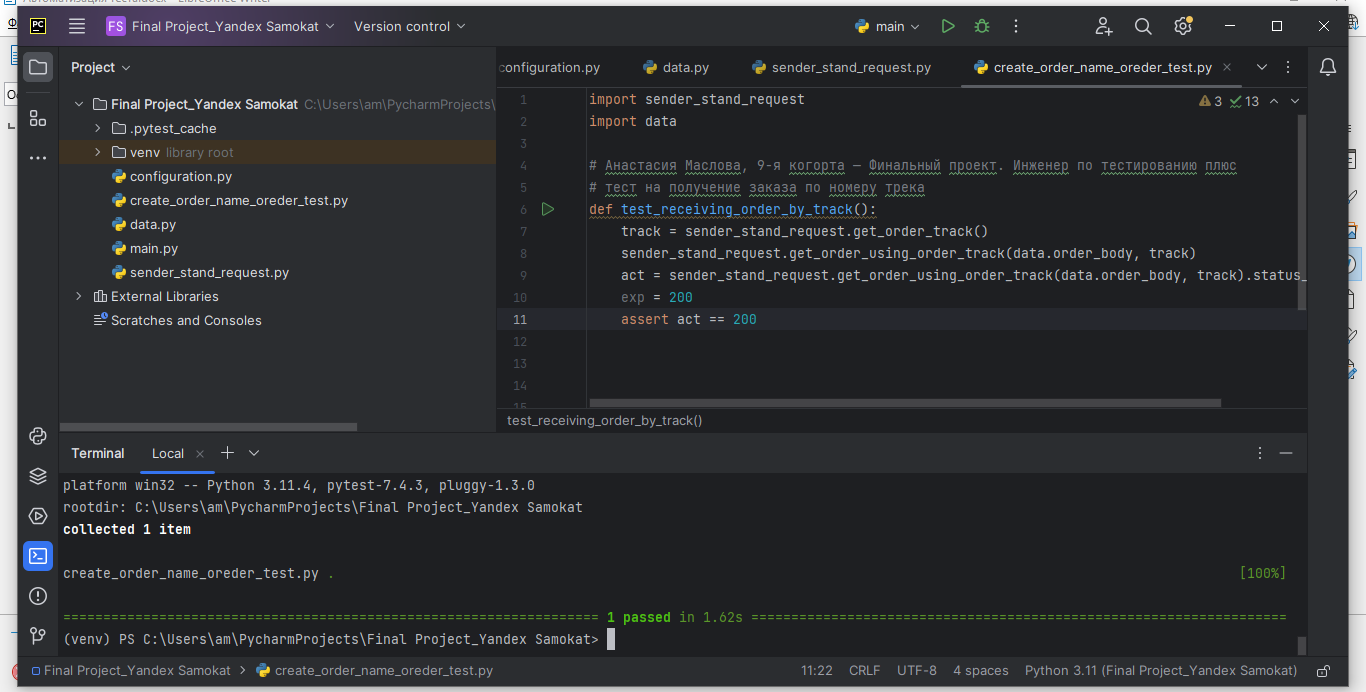 PC FS Final Project_Yandex Samokat Version control main
Project
configuration.py data.py sender_stand_request.py create_order_name_oreder_test.py
Final Project_Yandex Samokat C:\Users\am\PycharmProjects\
.pytest_cache
venv library root
configuration.py
create_order_name_oreder_test.py
data.py
main.py
sender_stand_request.py
External Libraries
Scratches and Consoles
3 13
1 import sender_stand_request
2 import data
3
4 # Анастасия Маслова, 9-я когорта — Финальный проект. Инженер по тестированию плюс
5 # тест на получение заказа по номеру трека
6 def test_receiving_order_by_track():
7 track = sender_stand_request.get_order_track()
8 sender_stand_request.get_order_using_order_track(data.order_body, track)
9 act = sender_stand_request.get_order_using_order_track(data.order_body, track).status_
10 exp = 200
11 assert act == 200
12
13
14
15
test_receiving_order_by_track()
Terminal Local
platform win32 -- Python 3.11.4, pytest-7.4.3, pluggy-1.3.0
rootdir: C:\Users\am\PycharmProjects\Final Project_Yandex Samokat
collected 1 item
create_order_name_oreder_test.py . [100%]
=================================================================== 1 passed in 1.62s ===================================================================
(venv) PS C:\Users\am\PycharmProjects\Final Project_Yandex Samokat>
Final Project_Yandex Samokat > create_order_name_oreder_test.py 11:22 CRLF UTF-8 4 spaces Python 3.11 (Final Project_Yandex Samokat)